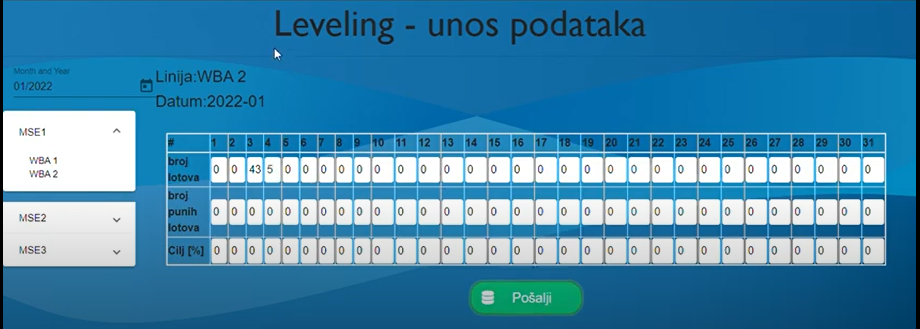 Leveling - unos podataka
Month and Year
01/2022
Linija:WBA 2
Datum:2022-01
MSE1
WBA 1
WBA 2
MSE2
MSE3
# 1 2 3 4 5 6 7 8 9 10 11 12 13 14 15 16 17 18 19 20 21 22 23 24 25 26 27 28 29 30 31
broj
lotova
0 0 43 5 0 0 0 0 0 0 0 0 0 0 0 0 0 0 0 0 0 0 0 0 0 0 0 0 0 0 0
broj
punih
lotova
0 0 0 0 0 0 0 0 0 0 0 0 0 0 0 0 0 0 0 0 0 0 0 0 0 0 0 0 0 0 0
Cilj [%] 0 0 0 0 0 0 0 0 0 0 0 0 0 0 0 0 0 0 0 0 0 0 0 0 0 0 0 0 0 0 0
Pošalji